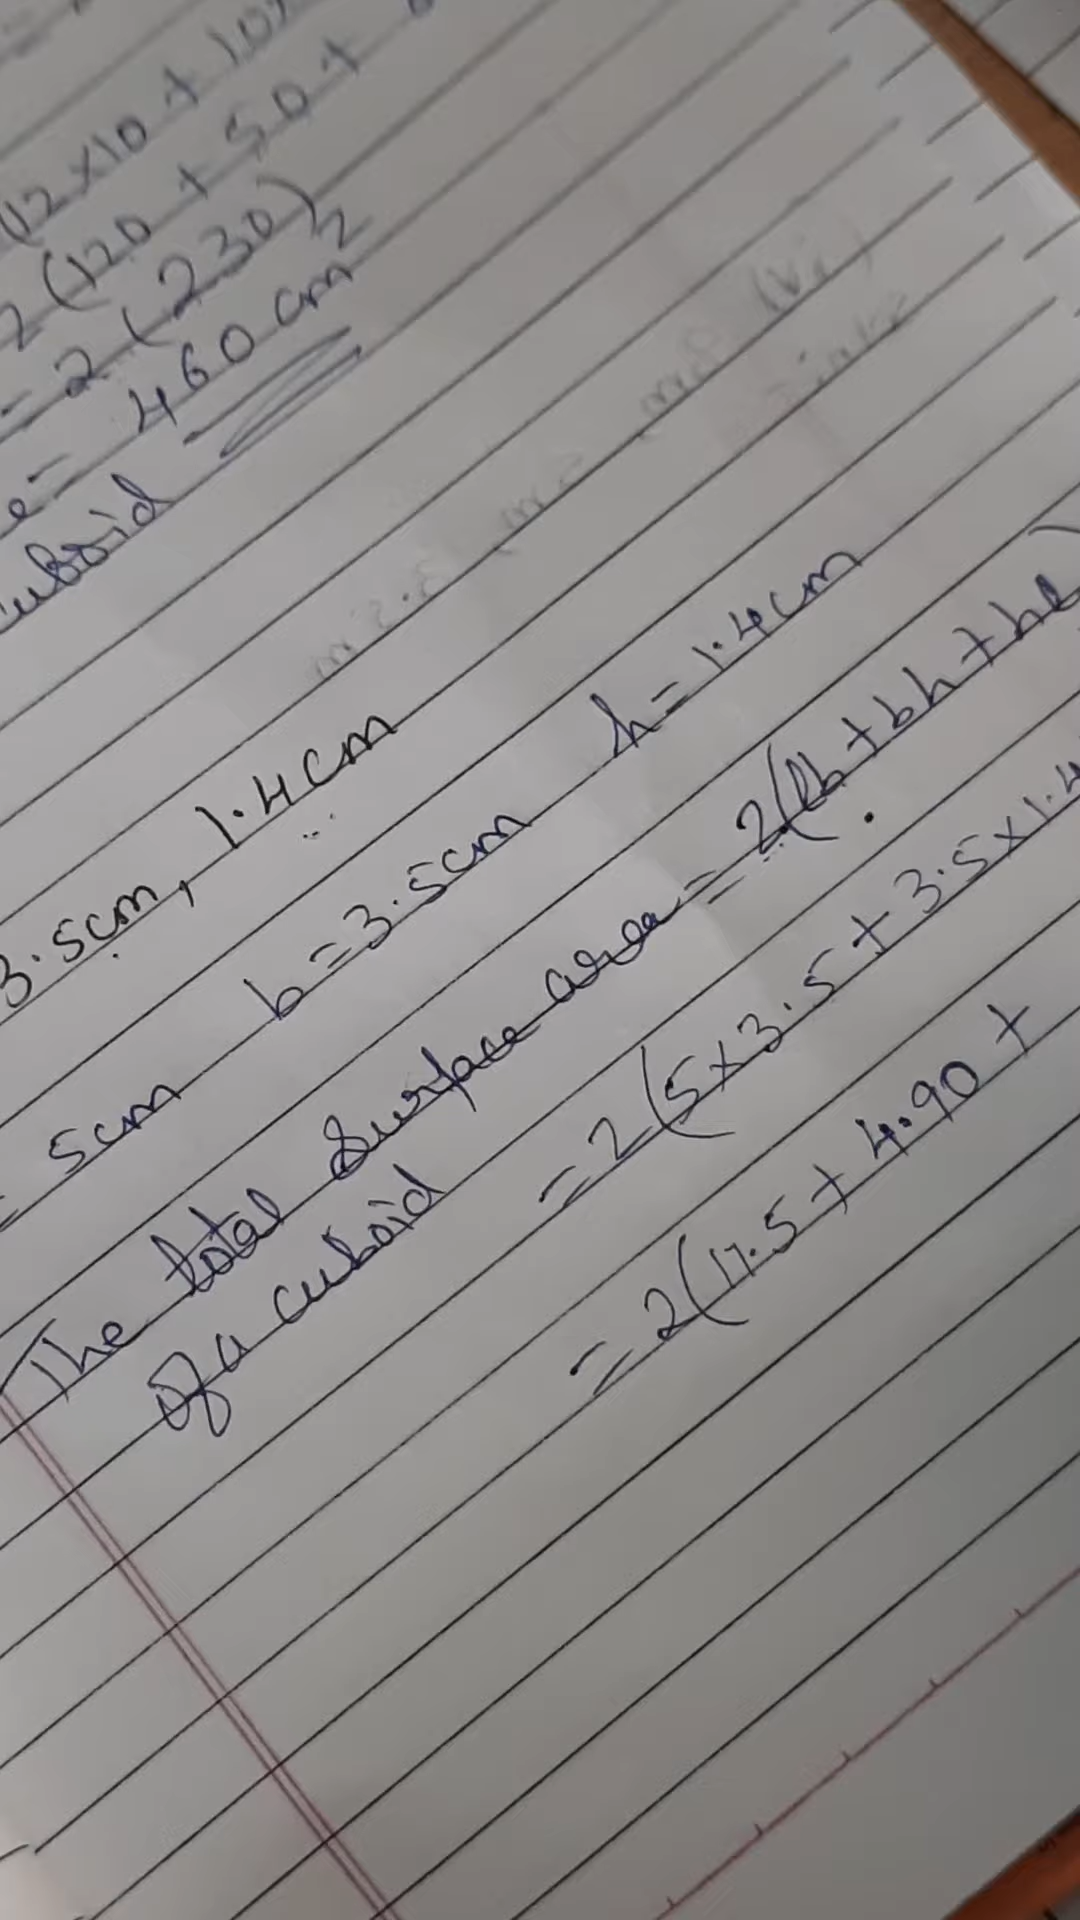 (12×10 + 10×
2(120 + 50 +
= 2(230)
= 460 cm²
cuboid
3.5cm, 1.4cm
= 5cm b = 3.5cm h = 1.4cm
The total Surface area = 2(lb + bh + hl)
of a cuboid = 2(5×3.5 + 3.5×1.4
= 2(17.5 + 4.90 +